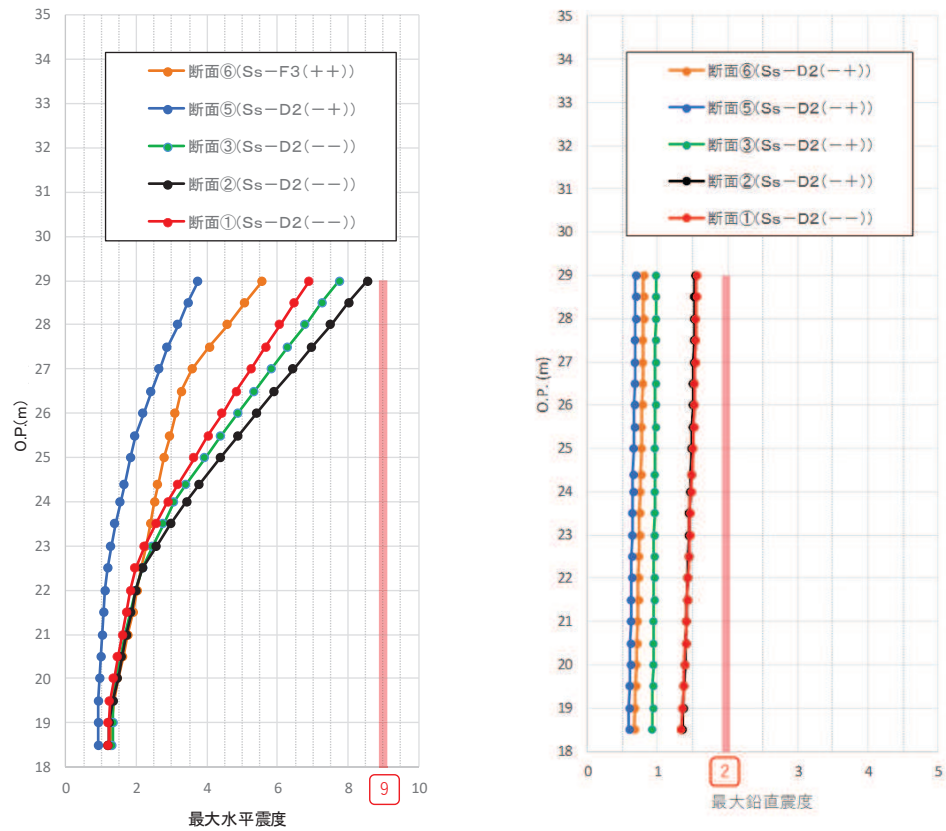 35
34
33
32
31
30
29
28
27
26
25
24
23
22
21
20
19
18
O.P.(m)
断面⑥(Ss－F3(＋＋))
断面⑤(Ss－D2(－＋))
断面③(Ss－D2(－－))
断面②(Ss－D2(－－))
断面①(Ss－D2(－－))
0 2 4 6 8 9 10
最大水平震度
35
34
33
32
31
30
29
28
27
26
25
24
23
22
21
20
19
18
O.P.(m)
断面⑥(Ss－D2(－＋))
断面⑤(Ss－D2(－＋))
断面③(Ss－D2(－＋))
断面②(Ss－D2(－＋))
断面①(Ss－D2(－－))
0 1 2 3 4 5
最大鉛直震度